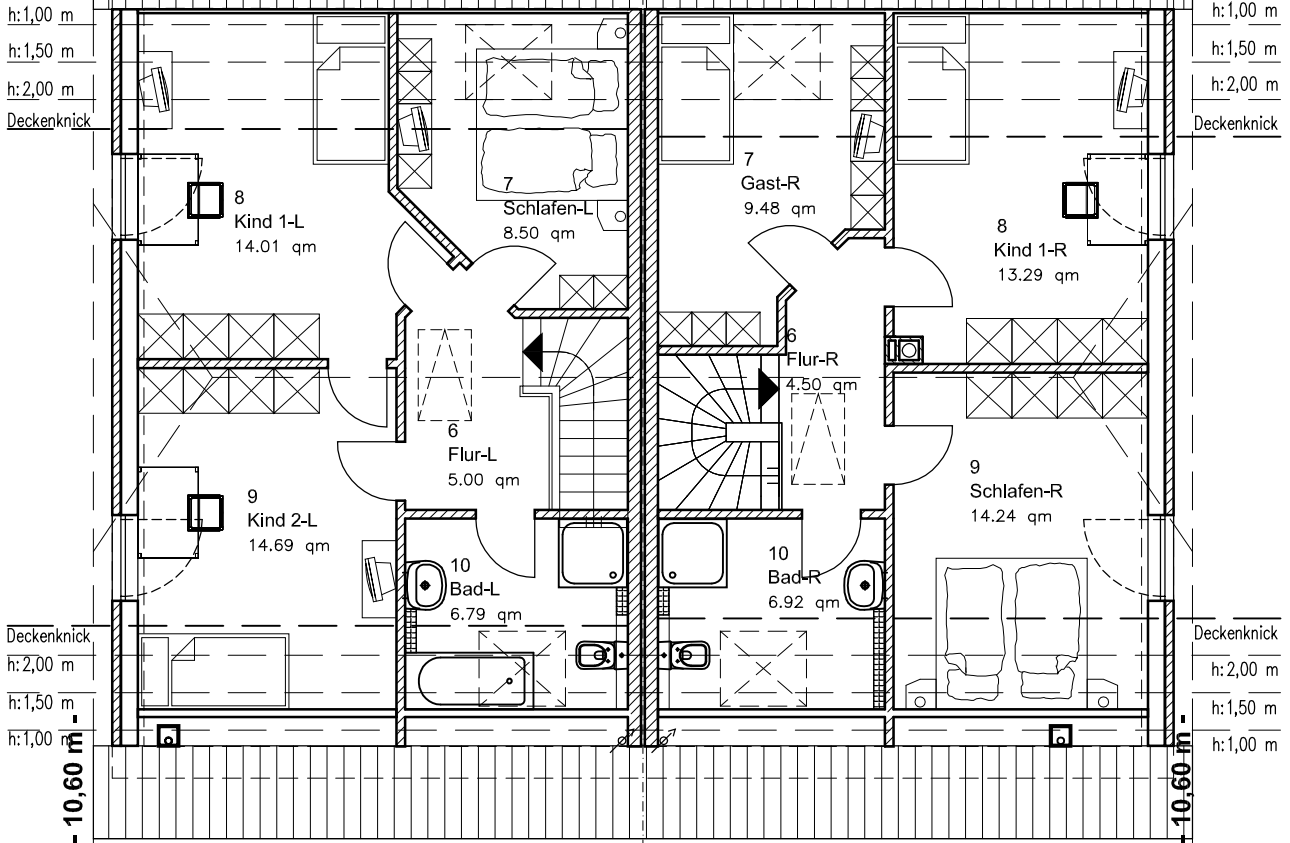 h:1,00 m
h:1,50 m
h:2,00 m
Deckenknick
h:1,00 m
h:1,50 m
h:2,00 m
Deckenknick
8
Kind 1-L
14.01 qm
7
Schlafen-L
8.50 qm
7
Gast-R
9.48 qm
8
Kind 1-R
13.29 qm
6
Flur-L
5.00 qm
6
Flur-R
4.50 qm
9
Kind 2-L
14.69 qm
9
Schlafen-R
14.24 qm
10
Bad-L
6.79 qm
10
Bad-R
6.92 qm
Deckenknick
h:2,00 m
h:1,50 m
h:1,00 m
Deckenknick
h:2,00 m
h:1,50 m
h:1,00 m
- 10,60 m -
- 10,60 m -